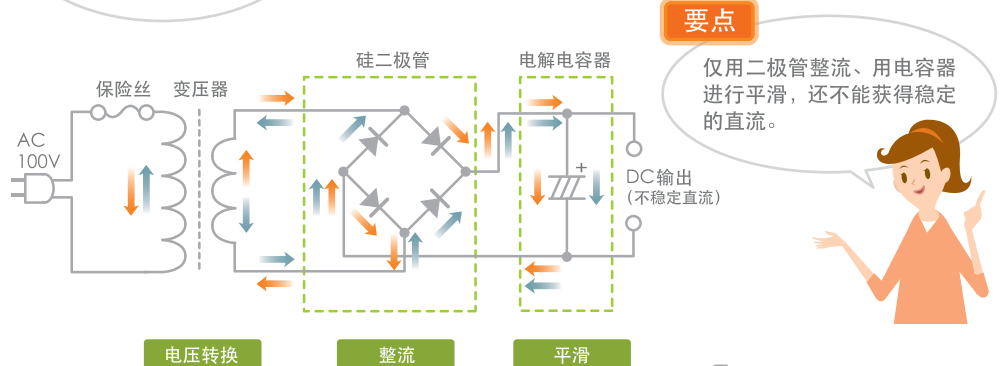 要点
仅用二极管整流、用电容器
进行平滑，还不能获得稳定
的直流。
硅二极管
电解电容器
保险丝
变压器
AC
100V
+
DC输出
（不稳定直流）
电压转换
整流
平滑